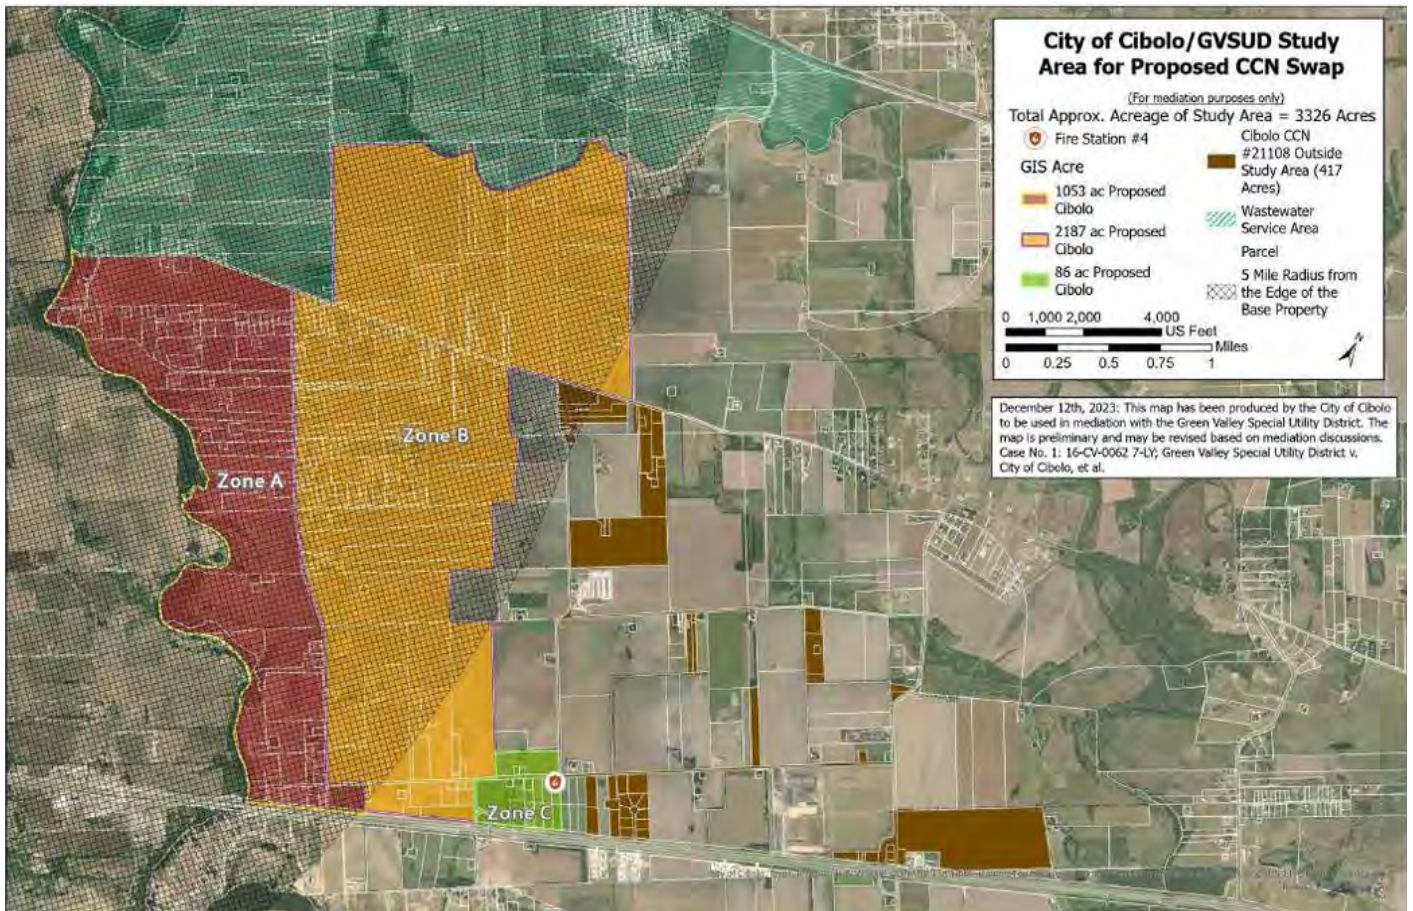 City of Cibolo/GVSUD Study
Area for Proposed CCN Swap
(For mediation purposes only)
Total Approx. Acreage of Study Area = 3326 Acres
Fire Station #4
GIS Acre
1053 ac Proposed
Cibolo
2187 ac Proposed
Cibolo
86 ac Proposed
Cibolo
Cibolo CCN
#21108 Outside
Study Area (417
Acres)
Wastewater
Service Area
Parcel
5 Mile Radius from
the Edge of the
Base Property
0 1,000 2,000 4,000
US Feet
Miles
0 0.25 0.5 0.75 1
December 12th, 2023: This map has been produced by the City of Cibolo
to be used in mediation with the Green Valley Special Utility District. The
map is preliminary and may be revised based on mediation discussions.
Case No. 1: 16-CV-0062 7-LY; Green Valley Special Utility District v.
City of Cibolo, et al.
Zone B
Zone A
Zone C